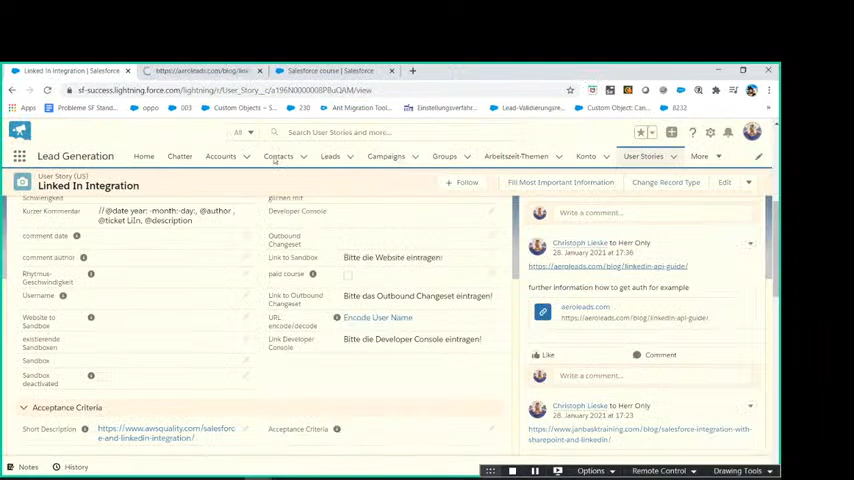 Linked In Integration | Salesforce
https://aeroleads.com/blog/link
Salesforce course | Salesforce
sf-success.lightning.force.com/lightning/r/User_Story__c/a196N0000008PBuQAM/view
Apps
Probleme SF Stand...
oppo
Custom Objects – S...
230
Ant Migration Tool...
Einstellungsverfahr...
Lead-Validierungsre...
Custom Object: Can...
8232
All
Search User Stories and more...
Lead Generation
Home
Chatter
Accounts
Contacts
Leads
Campaigns
Groups
Arbeitszeit-Themen
Konto
User Stories
More
User Story (US)
Linked In Integration
Follow
Fill Most Important Information
Change Record Type
Edit
Schwierigkeit
Kurzer Kommentar
// @date year: -month:-day:, @author ,
@ticket LiIn, @description
comment date
comment author
Rhytmus-
Geschwindigkeit
Username
Website to
Sandbox
existierende
Sandboxen
Sandbox
Sandbox
deactivated
Developer Console
Outbound
Changeset
Link to Sandbox
Bitte die Website eintragen!
paid course
Link to Outbound
Changeset
Bitte das Outbound Changeset eintragen!
URL
encode/decode
Encode User Name
Link Developer
Console
Bitte die Developer Console eintragen!
Acceptance Criteria
Short Description
https://www.awsquality.com/salesforc
e-and-linkedin-integration/
Acceptance Criteria
Write a comment...
Christoph Lieske to Herr Only
28. January 2021 at 17:36
https://aeroleads.com/blog/linkedin-api-guide/
further information how to get auth for example
aeroleads.com
https://aeroleads.com/blog/linkedin-api-guide/
Like
Comment
Write a comment...
Christoph Lieske to Herr Only
28. January 2021 at 17:23
https://www.janbasktraining.com/blog/salesforce-integration-with-
sharepoint-and-linkedin/
Notes
History
Options
Remote Control
Drawing Tools